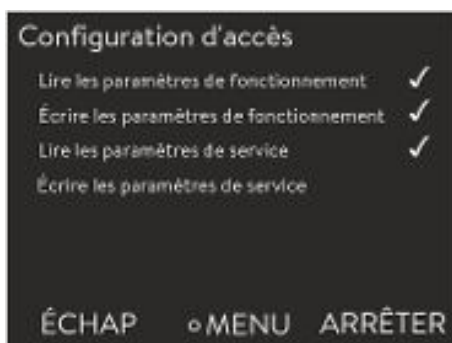 Configuration d'accès
Lire les paramètres de fonctionnement ✓
Écrire les paramètres de fonctionnement ✓
Lire les paramètres de service ✓
Écrire les paramètres de service
ÉCHAP ○ MENU ARRÊTER